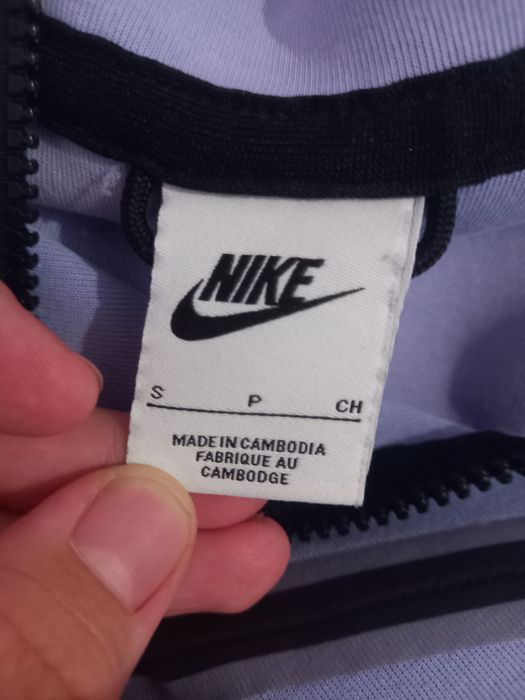 NIKE
S P CH
MADE IN CAMBODIA
FABRIQUE AU
CAMBODGE